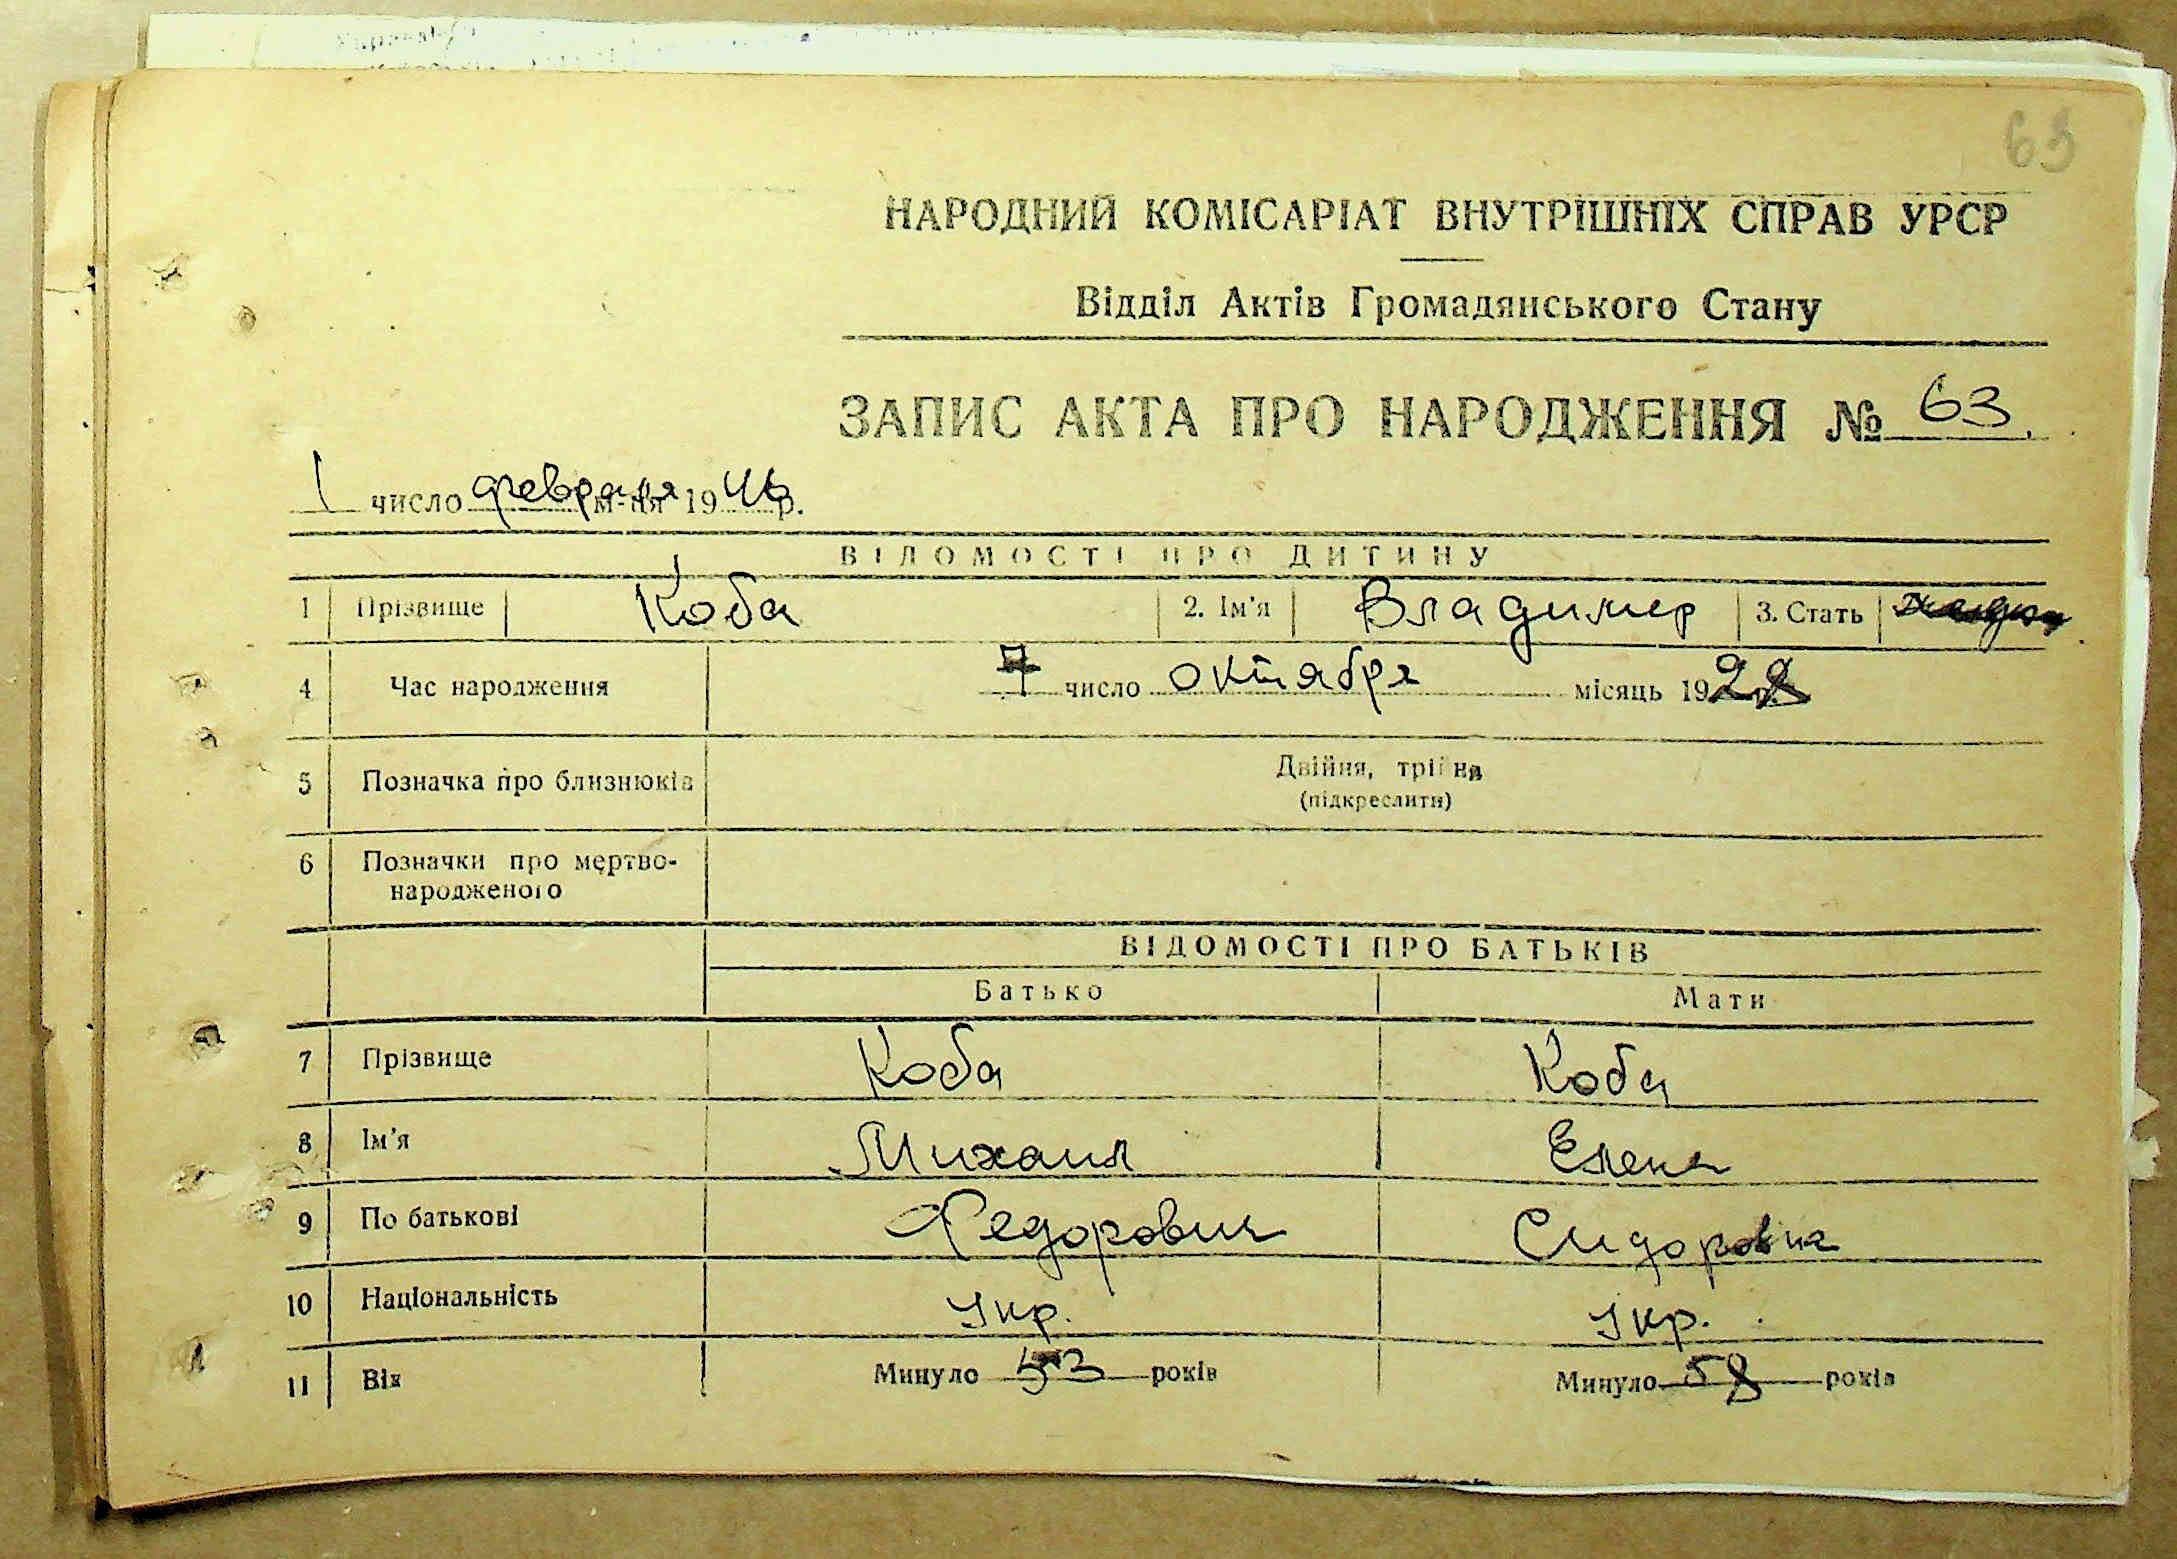 63
НАРОДНИЙ КОМІСАРІАТ ВНУТРІШНІХ СПРАВ УРСР
Відділ Актів Громадянського Стану
ЗАПИС АКТА ПРО НАРОДЖЕННЯ № 63.
1 число февраля м-ця 1946 р.
ВІДОМОСТІ ПРО ДИТИНУ
1 Прізвище Коба 2. Ім'я Владимир 3. Стать
4 Час народження 7 число октября місяць 1928
5 Позначка про близнюків Двійня, трійня
(підкреслити)
6 Позначки про мертво-
народженого
ВІДОМОСТІ ПРО БАТЬКІВ
Батько Мати
7 Прізвище Коба Коба
8 Ім'я Михаил Елена
9 По батькові Федорович Сидоровна
10 Національність Укр. Укр.
11 Вік Минуло 53 років Минуло 58 років